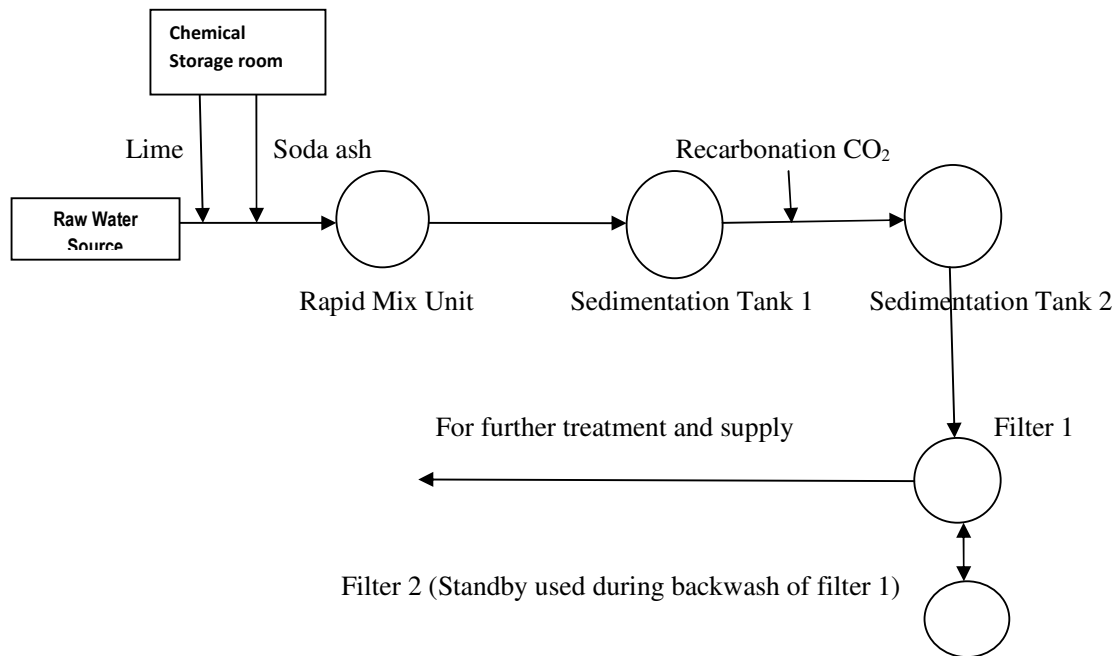 Chemical
Storage room
Lime
Soda ash
Recarbonation CO₂
Raw Water
Source
Rapid Mix Unit
Sedimentation Tank 1
Sedimentation Tank 2
For further treatment and supply
Filter 1
Filter 2 (Standby used during backwash of filter 1)